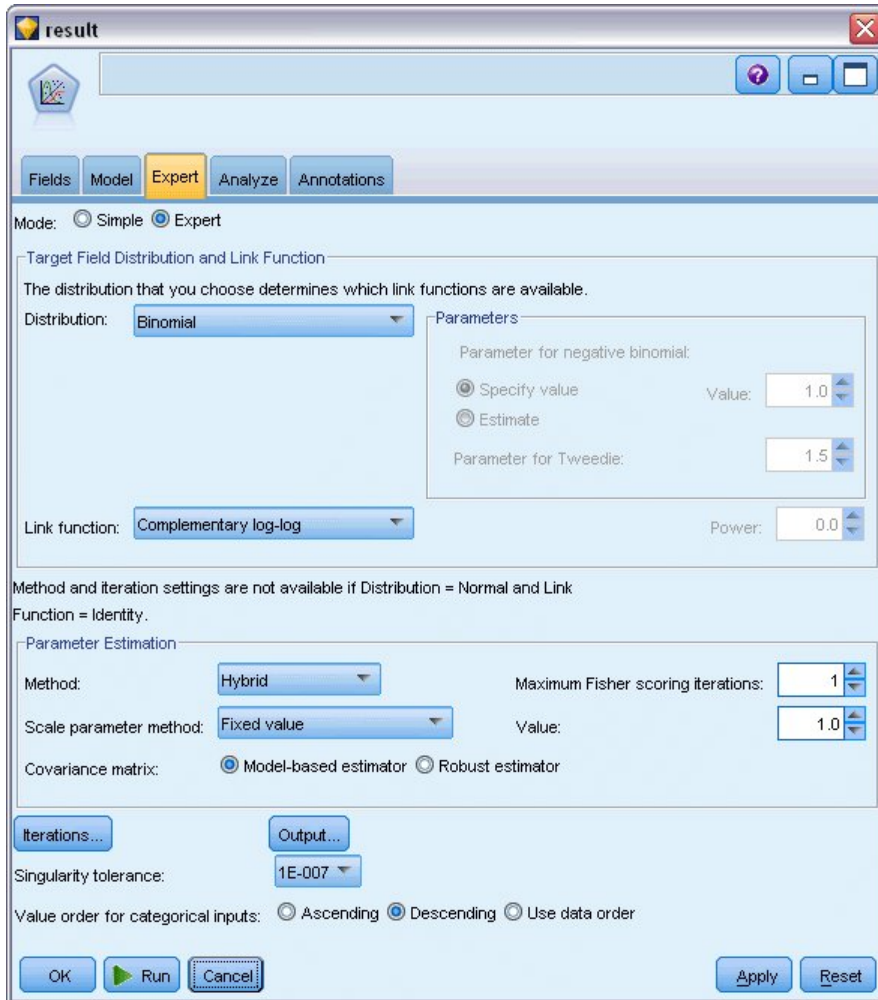 result
Fields Model Expert Analyze Annotations
Mode: Simple Expert
Target Field Distribution and Link Function
The distribution that you choose determines which link functions are available.
Distribution: Binomial
Parameters
Parameter for negative binomial:
Specify value Value: 1.0
Estimate
Parameter for Tweedie: 1.5
Link function: Complementary log-log Power: 0.0
Method and iteration settings are not available if Distribution = Normal and Link
Function = Identity.
Parameter Estimation
Method: Hybrid Maximum Fisher scoring iterations: 1
Scale parameter method: Fixed value Value: 1.0
Covariance matrix: Model-based estimator Robust estimator
Iterations... Output...
Singularity tolerance: 1E-007
Value order for categorical inputs: Ascending Descending Use data order
OK Run Cancel Apply Reset